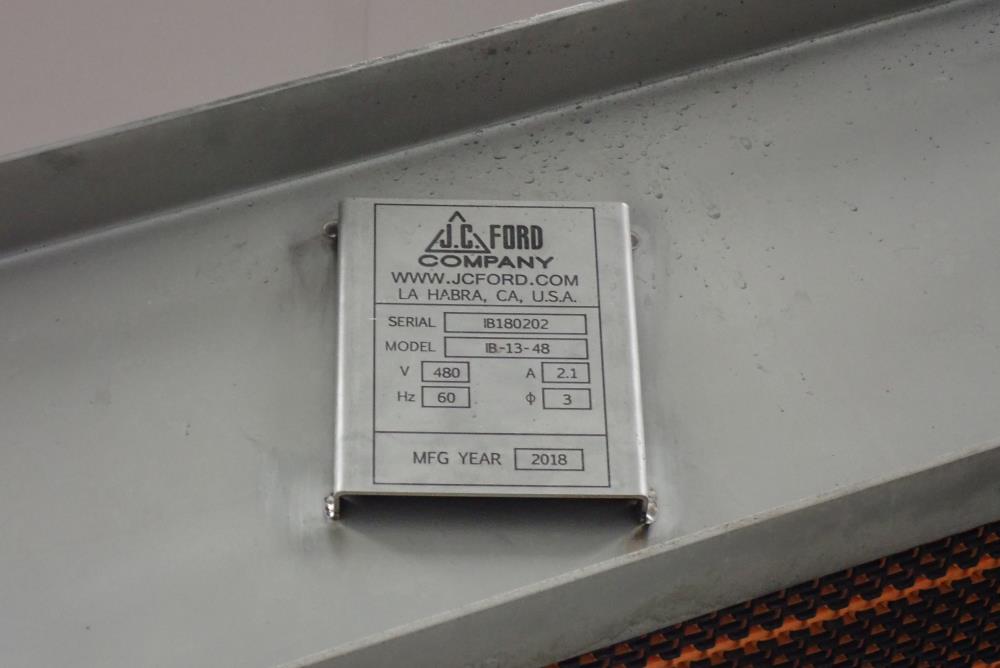 J.C. FORD
COMPANY
WWW.JCFORD.COM
LA HABRA, CA, U.S.A.
SERIAL IB180202
MODEL IB-13-48
V 480 A 2.1
Hz 60 ϕ 3
MFG YEAR 2018